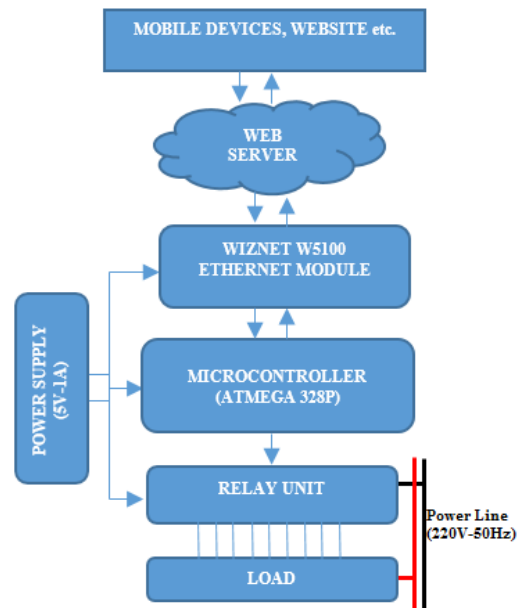 MOBILE DEVICES, WEBSITE etc.
WEB
SERVER
WIZNET W5100
ETHERNET MODULE
POWER SUPPLY
(5V-1A)
MICROCONTROLLER
(ATMEGA 328P)
RELAY UNIT
Power Line
(220V-50Hz)
LOAD